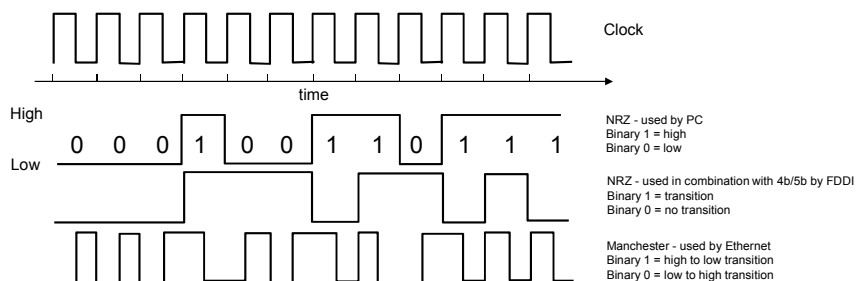 Clock
time
High
0 0 0 1 0 0 1 1 0 1 1 1
Low
NRZ - used by PC
Binary 1 = high
Binary 0 = low
NRZ - used in combination with 4b/5b by FDDI
Binary 1 = transition
Binary 0 = no transition
Manchester - used by Ethernet
Binary 1 = high to low transition
Binary 0 = low to high transition